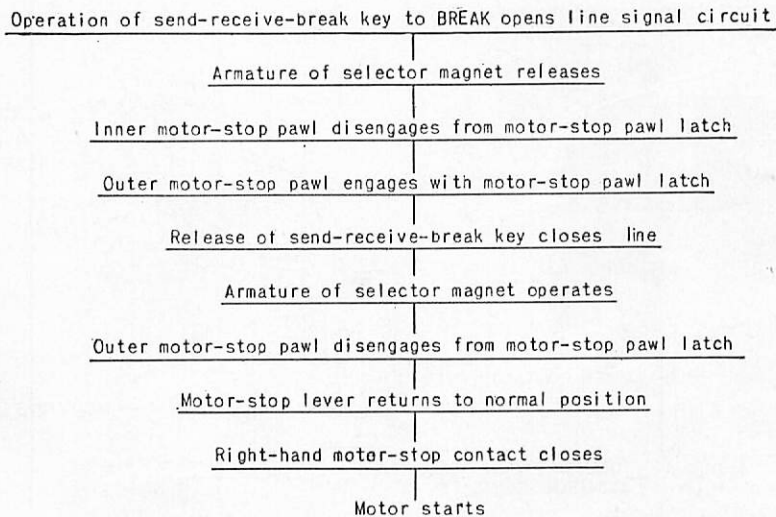 Operation of send-receive-break key to BREAK opens line signal circuit
Armature of selector magnet releases
Inner motor-stop pawl disengages from motor-stop pawl latch
Outer motor-stop pawl engages with motor-stop pawl latch
Release of send-receive-break key closes line
Armature of selector magnet operates
Outer motor-stop pawl disengages from motor-stop pawl latch
Motor-stop lever returns to normal position
Right-hand motor-stop contact closes
Motor starts